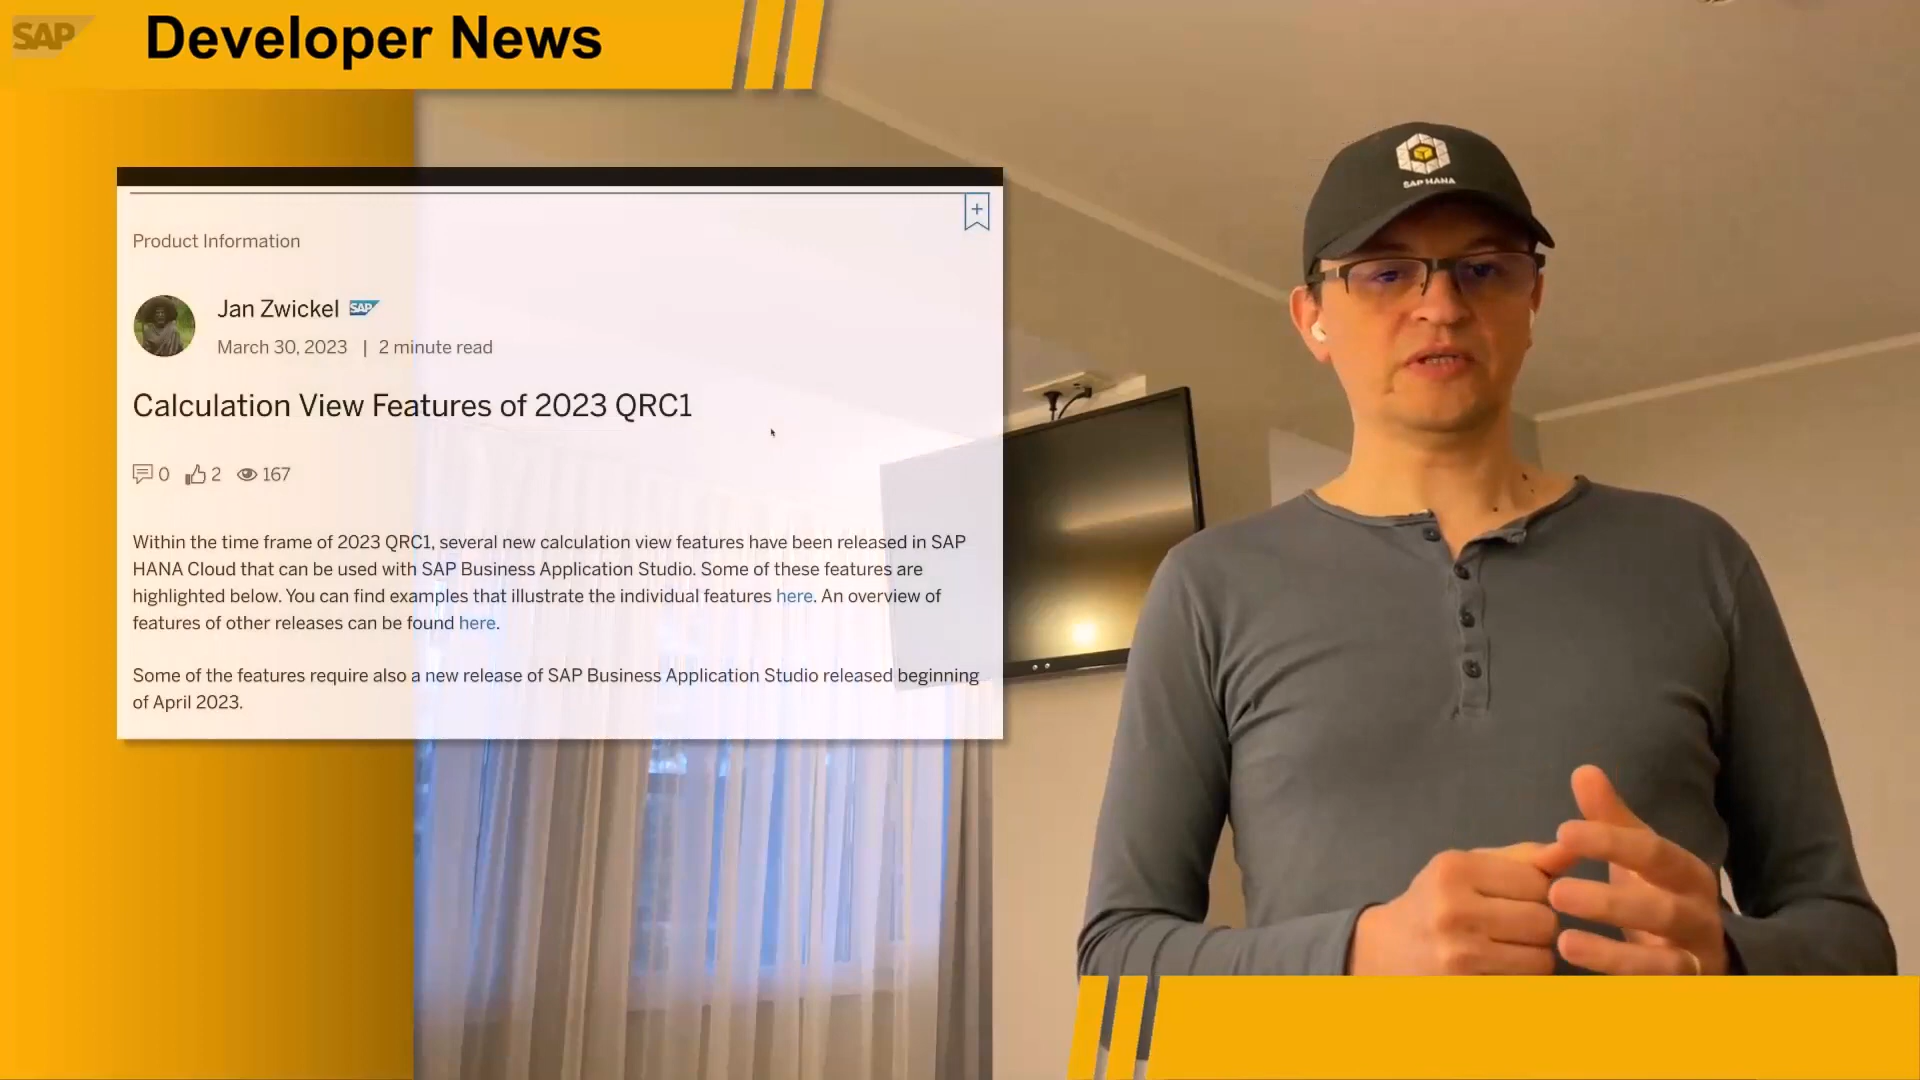 SAP
Developer News
Product Information
Jan Zwickel SAP
March 30, 2023 | 2 minute read
Calculation View Features of 2023 QRC1
0 2 167
Within the time frame of 2023 QRC1, several new calculation view features have been released in SAP
HANA Cloud that can be used with SAP Business Application Studio. Some of these features are
highlighted below. You can find examples that illustrate the individual features here. An overview of
features of other releases can be found here.
Some of the features require also a new release of SAP Business Application Studio released beginning
of April 2023.
SAP HANA